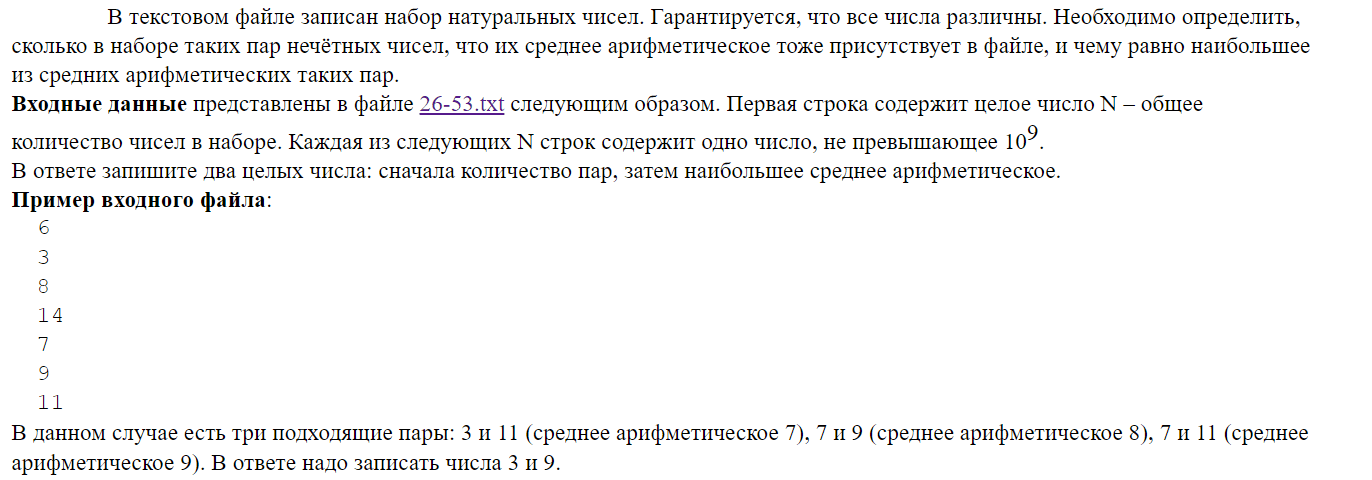 В текстовом файле записан набор натуральных чисел. Гарантируется, что все числа различны. Необходимо определить,
сколько в наборе таких пар нечётных чисел, что их среднее арифметическое тоже присутствует в файле, и чему равно наибольшее
из средних арифметических таких пар.
Входные данные представлены в файле 26-53.txt следующим образом. Первая строка содержит целое число N – общее
количество чисел в наборе. Каждая из следующих N строк содержит одно число, не превышающее 10⁹.
В ответе запишите два целых числа: сначала количество пар, затем наибольшее среднее арифметическое.
Пример входного файла:
6
3
8
14
7
9
11
В данном случае есть три подходящие пары: 3 и 11 (среднее арифметическое 7), 7 и 9 (среднее арифметическое 8), 7 и 11 (среднее
арифметическое 9). В ответе надо записать числа 3 и 9.